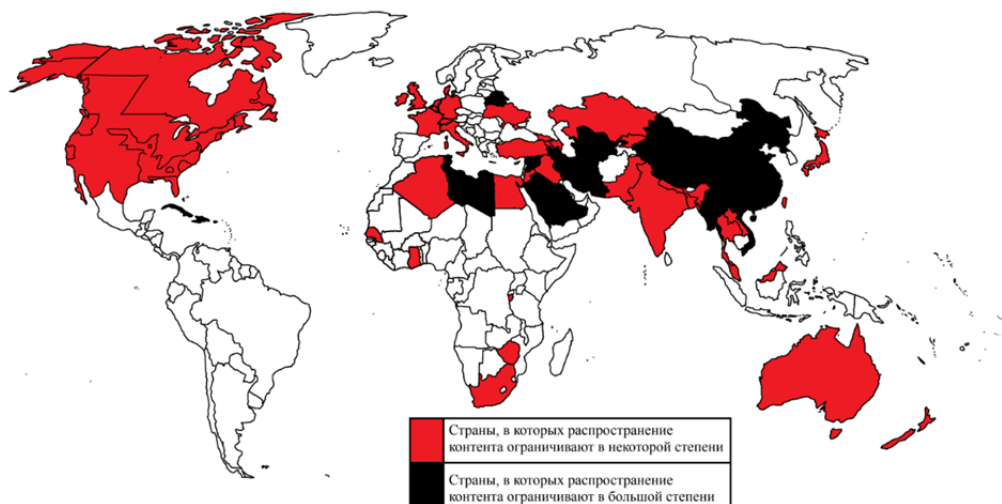 Страны, в которых распространение
контента ограничивают в некоторой степени
Страны, в которых распространение
контента ограничивают в большой степени